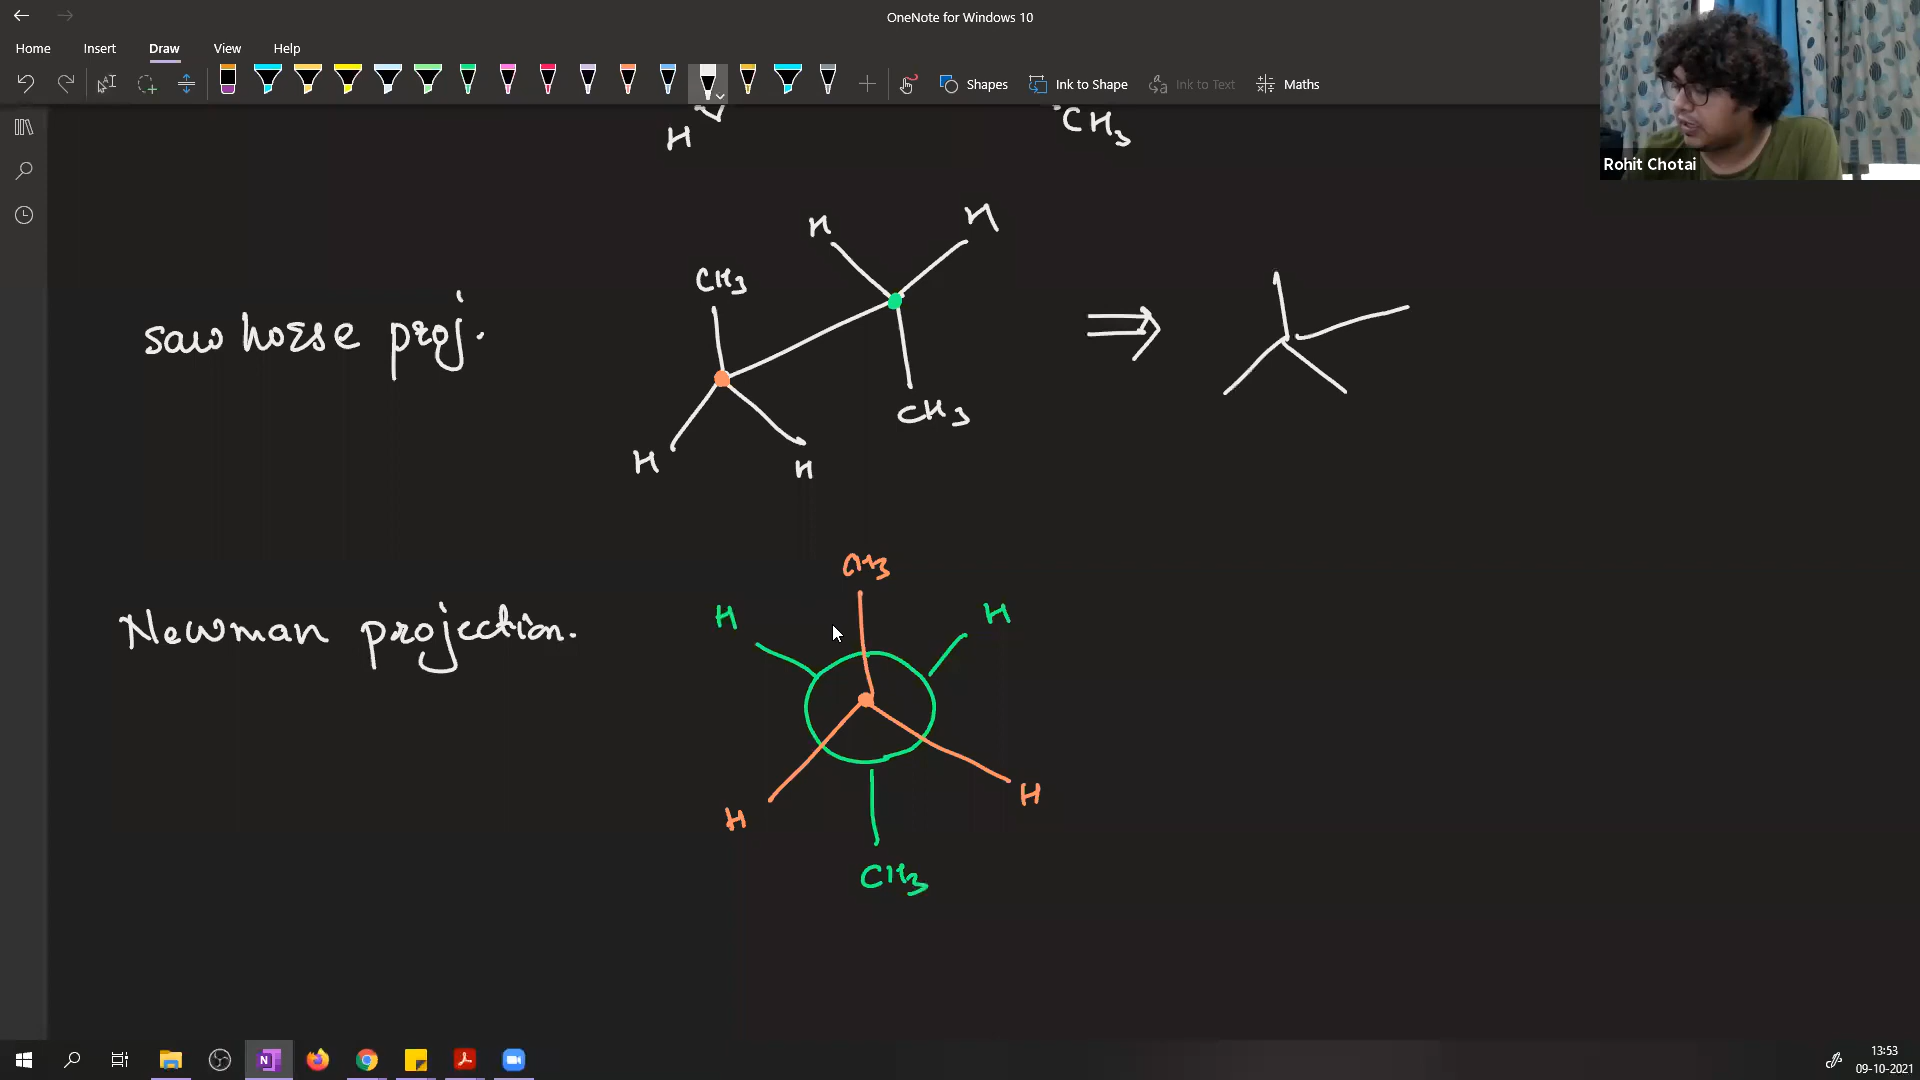 OneNote for Windows 10
Home Insert Draw View Help
Shapes Ink to Shape Ink to Text Maths
Rohit Chotai
H CH3
H H
CH3
saw horse proj.
CH3
H H
CH3
Newman projection.
H H
H H
CH3
N
13:53
09-10-2021